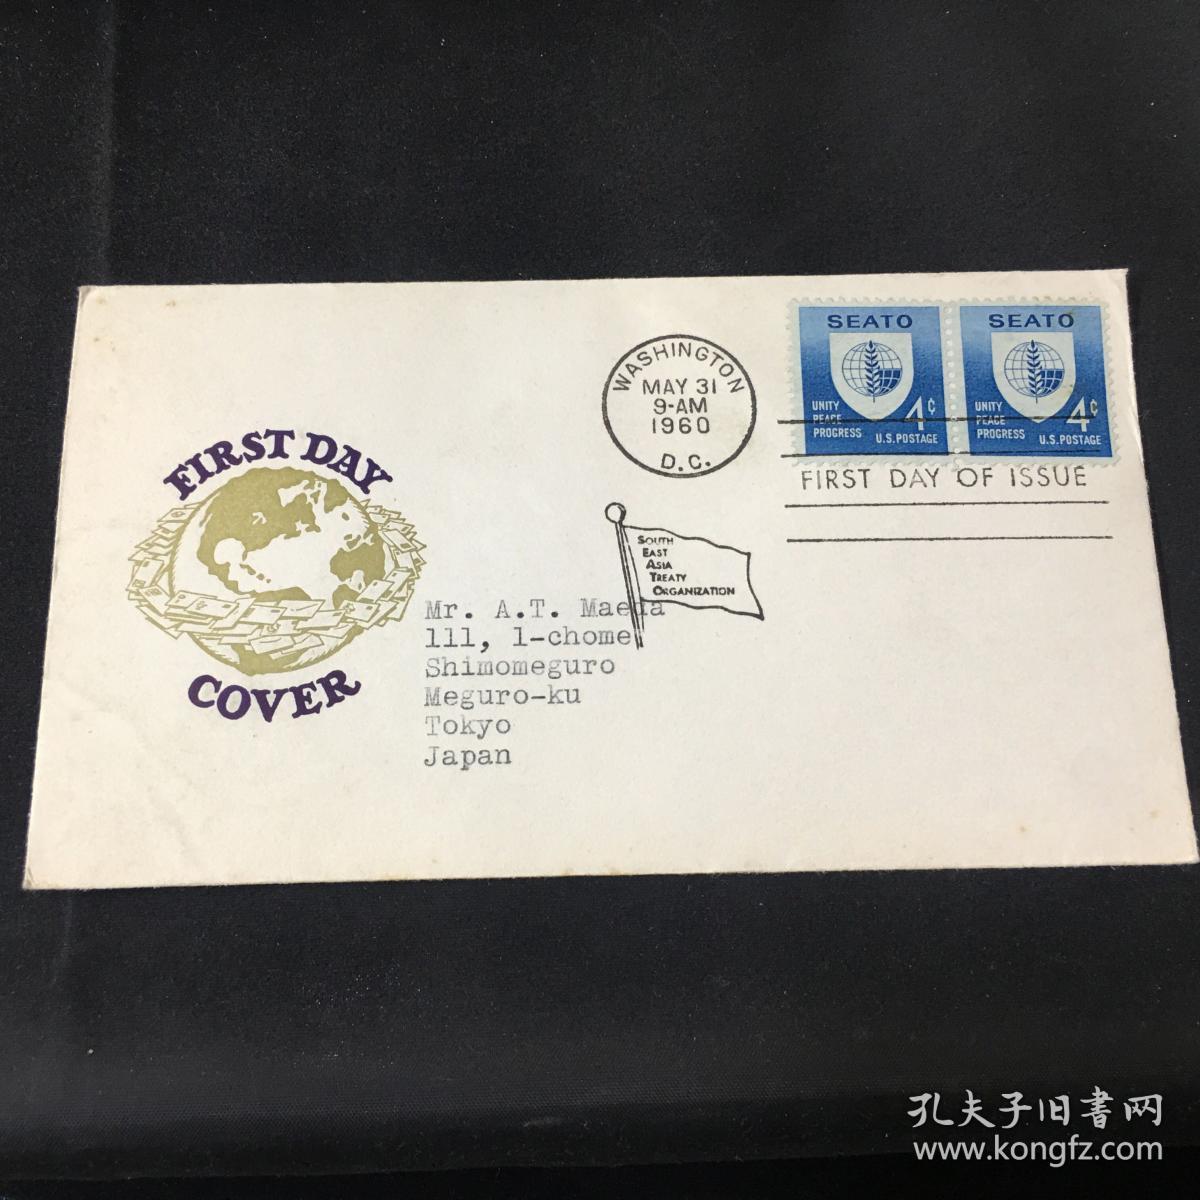 SEATO
UNITY
PEACE
PROGRESS
4¢
U.S.POSTAGE
SEATO
UNITY
PEACE
PROGRESS
4¢
U.S.POSTAGE
WASHINGTON
MAY 31
9-AM
1960
D.C.
FIRST DAY OF ISSUE
SOUTH
EAST
ASIA
TREATY
ORGANIZATION
FIRST DAY
COVER
Mr. A.T. Maeda
111, 1-chome
Shimomeguro
Meguro-ku
Tokyo
Japan
孔夫子旧書网
www.kongfz.com